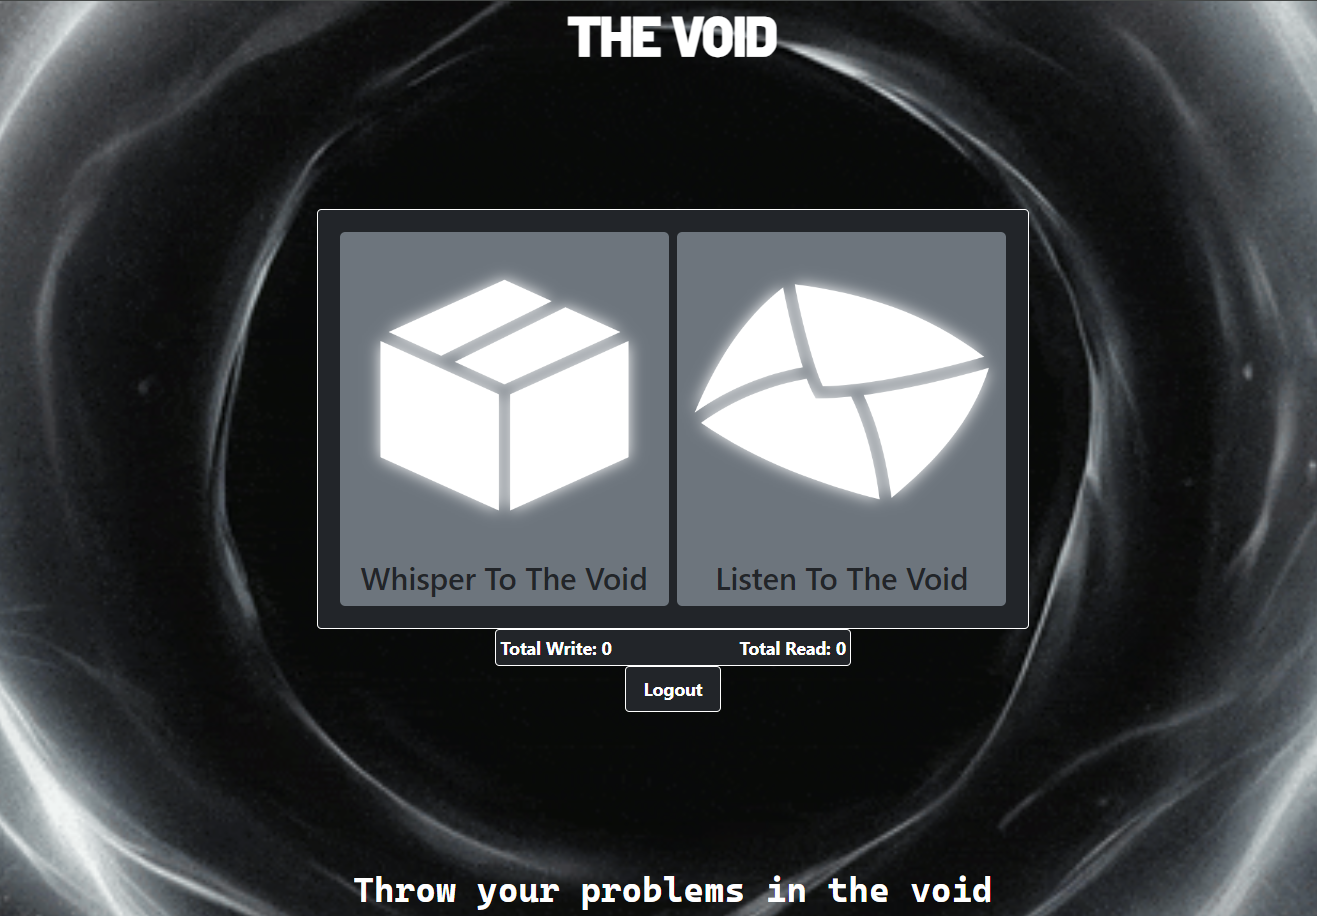 THE VOID
Whisper To The Void
Listen To The Void
Total Write: 0
Total Read: 0
Logout
Throw your problems in the void